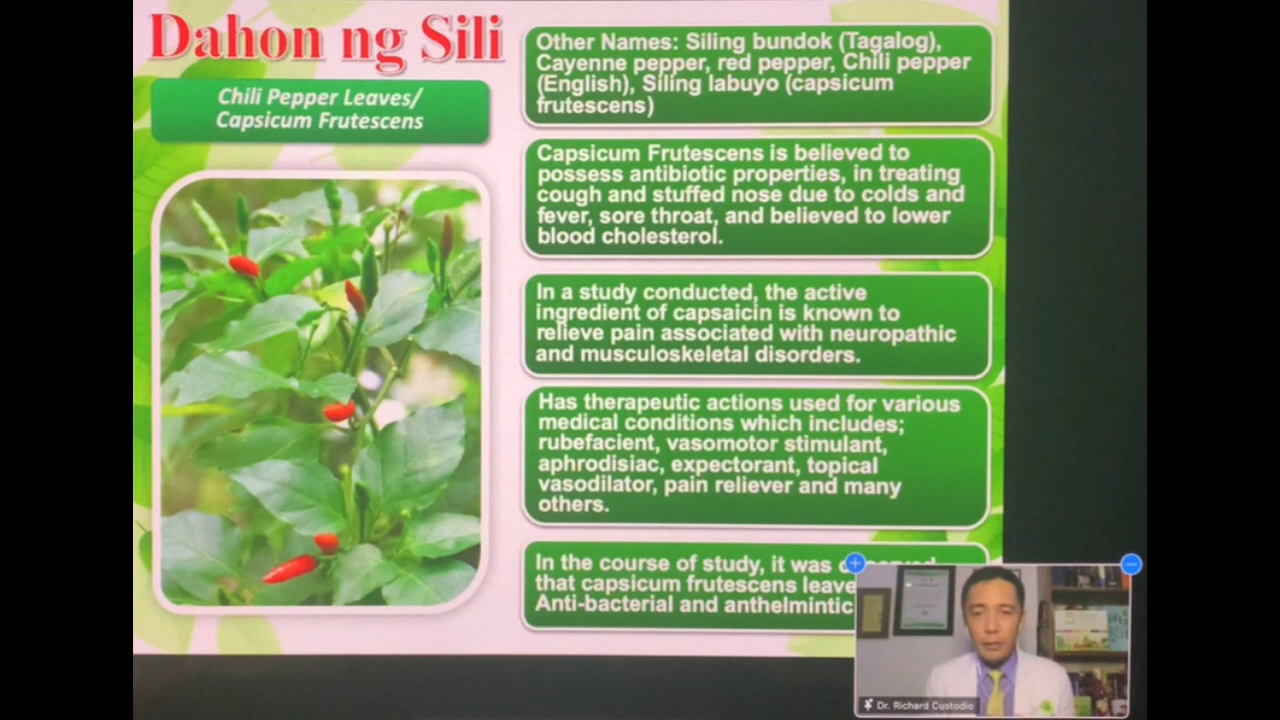 Dahon ng Sili
Chili Pepper Leaves/
Capsicum Frutescens
Other Names: Siling bundok (Tagalog),
Cayenne pepper, red pepper, Chili pepper
(English), Siling labuyo (capsicum
frutescens)
Capsicum Frutescens is believed to
possess antibiotic properties, in treating
cough and stuffed nose due to colds and
fever, sore throat, and believed to lower
blood cholesterol.
In a study conducted, the active
ingredient of capsaicin is known to
relieve pain associated with neuropathic
and musculoskeletal disorders.
Has therapeutic actions used for various
medical conditions which includes;
rubefacient, vasomotor stimulant,
aphrodisiac, expectorant, topical
vasodilator, pain reliever and many
others.
In the course of study, it was
that capsicum frutescens leave
Anti-bacterial and anthelmintic
Dr. Richard Custodio